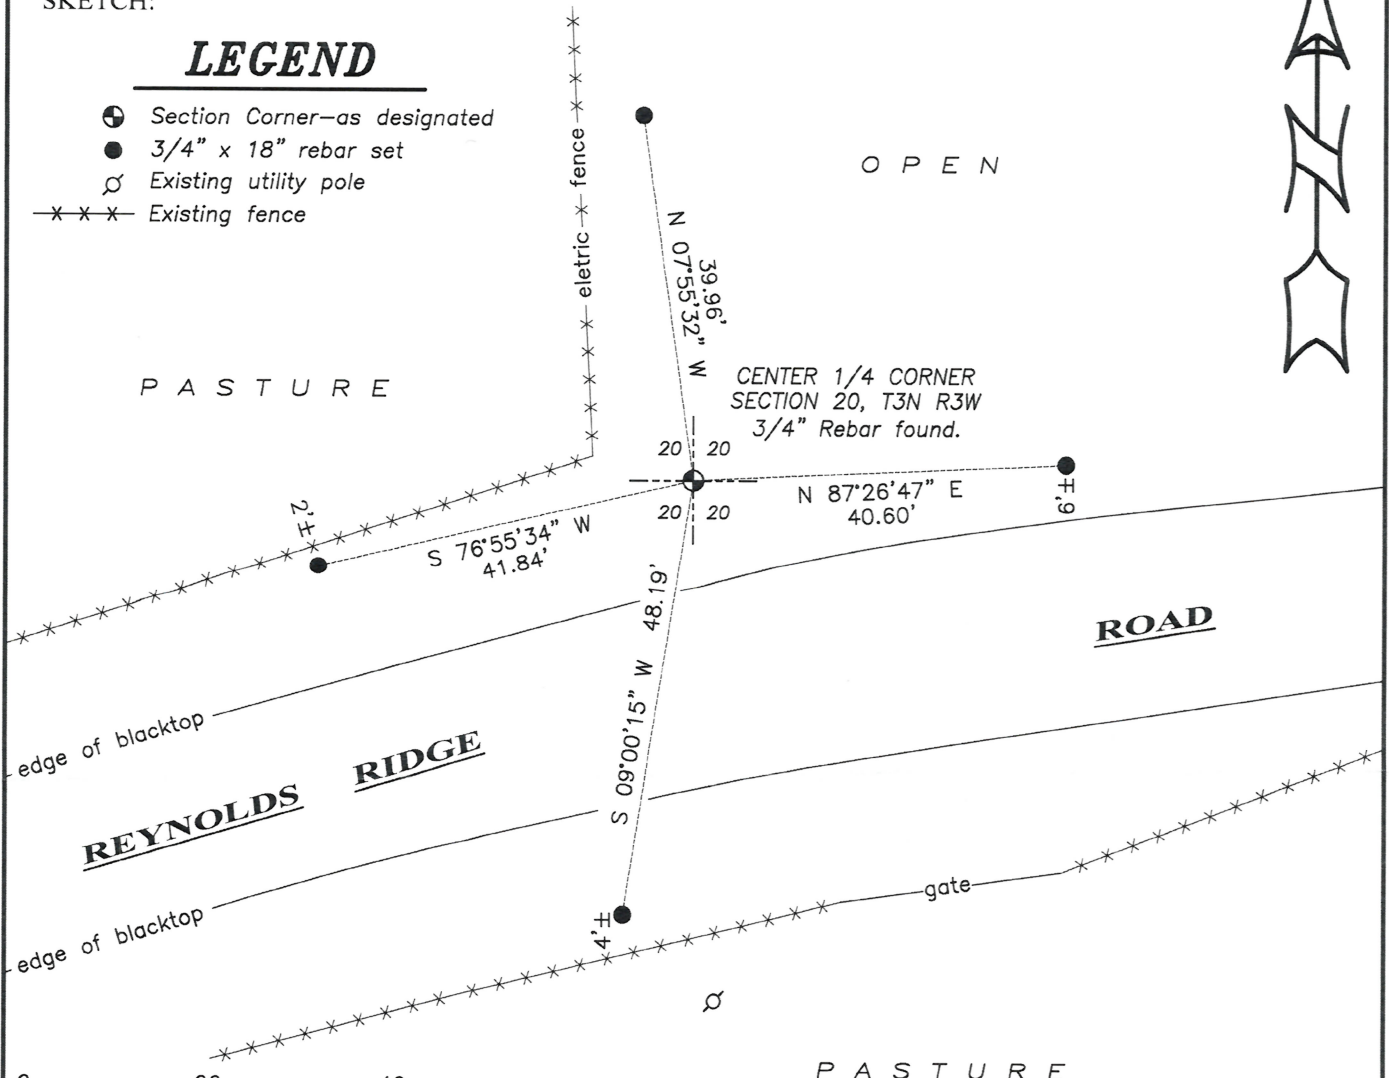 SKETCH:
LEGEND
Section Corner-as designated
3/4" x 18" rebar set
Existing utility pole
Existing fence
eletric fence
O P E N
N
N 07°55'32" W
39.96'
P A S T U R E
CENTER 1/4 CORNER
SECTION 20, T3N R3W
3/4" Rebar found.
20 20
20 20
N 87°26'47" E
40.60'
6'±
2'±
S 76°55'34" W
41.84'
48.19'
S 09°00'15" W
ROAD
edge of blacktop
REYNOLDS RIDGE
edge of blacktop
gate
4'±
P A S T U R E